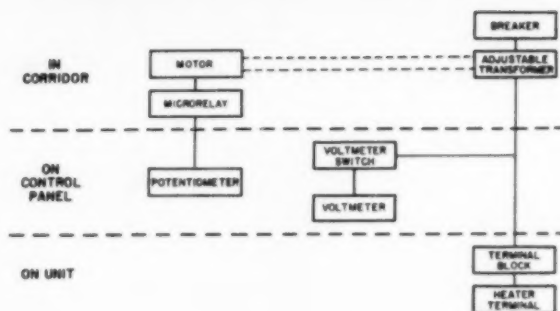 BREAKER
IN
CORRIDOR
MOTOR
ADJUSTABLE
TRANSFORMER
MICRORELAY
ON
CONTROL
PANEL
POTENTIOMETER
VOLTMETER
SWITCH
VOLTMETER
ON UNIT
TERMINAL
BLOCK
HEATER
TERMINAL